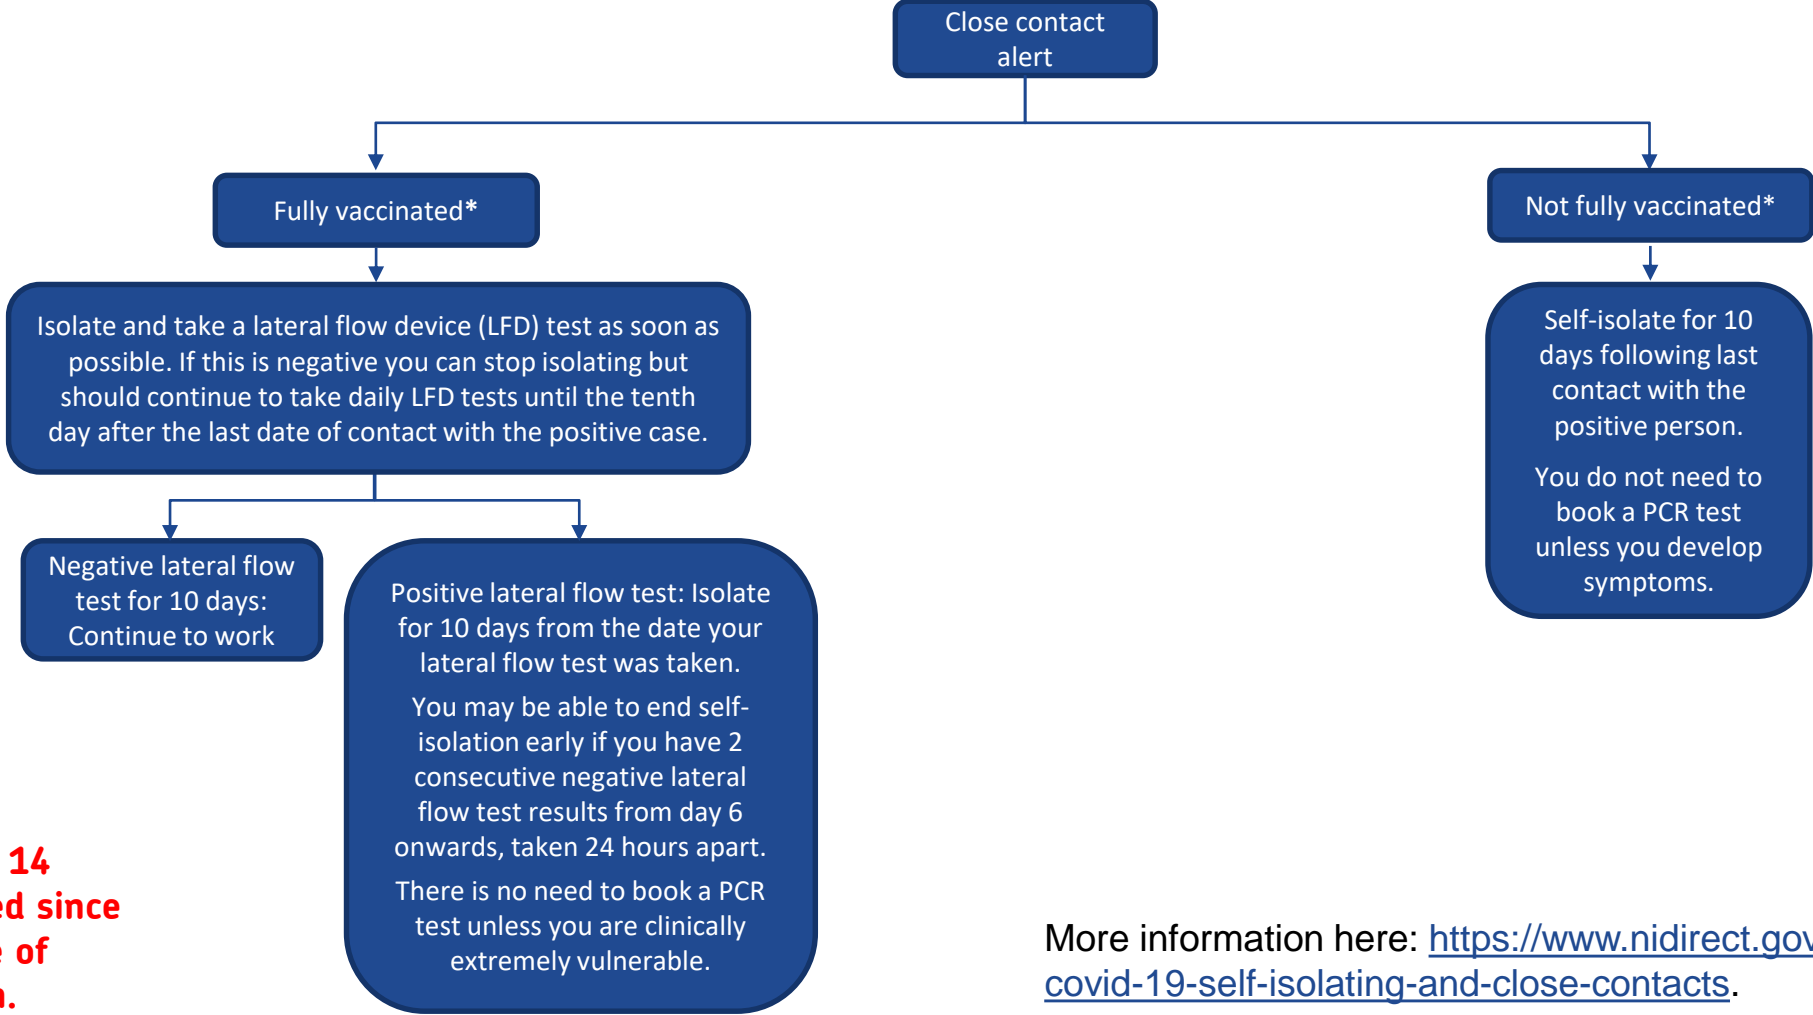 Close contact
alert
Fully vaccinated*
Not fully vaccinated*
Isolate and take a lateral flow device (LFD) test as soon as
possible. If this is negative you can stop isolating but
should continue to take daily LFD tests until the tenth
day after the last date of contact with the positive case.
Self-isolate for 10
days following last
contact with the
positive person.
You do not need to
book a PCR test
unless you develop
symptoms.
Negative lateral flow
test for 10 days:
Continue to work
Positive lateral flow test: Isolate
for 10 days from the date your
lateral flow test was taken.
You may be able to end self-
isolation early if you have 2
consecutive negative lateral
flow test results from day 6
onwards, taken 24 hours apart.
There is no need to book a PCR
test unless you are clinically
extremely vulnerable.
14
since
of
More information here: https://www.nidirect.gov
covid-19-self-isolating-and-close-contacts.